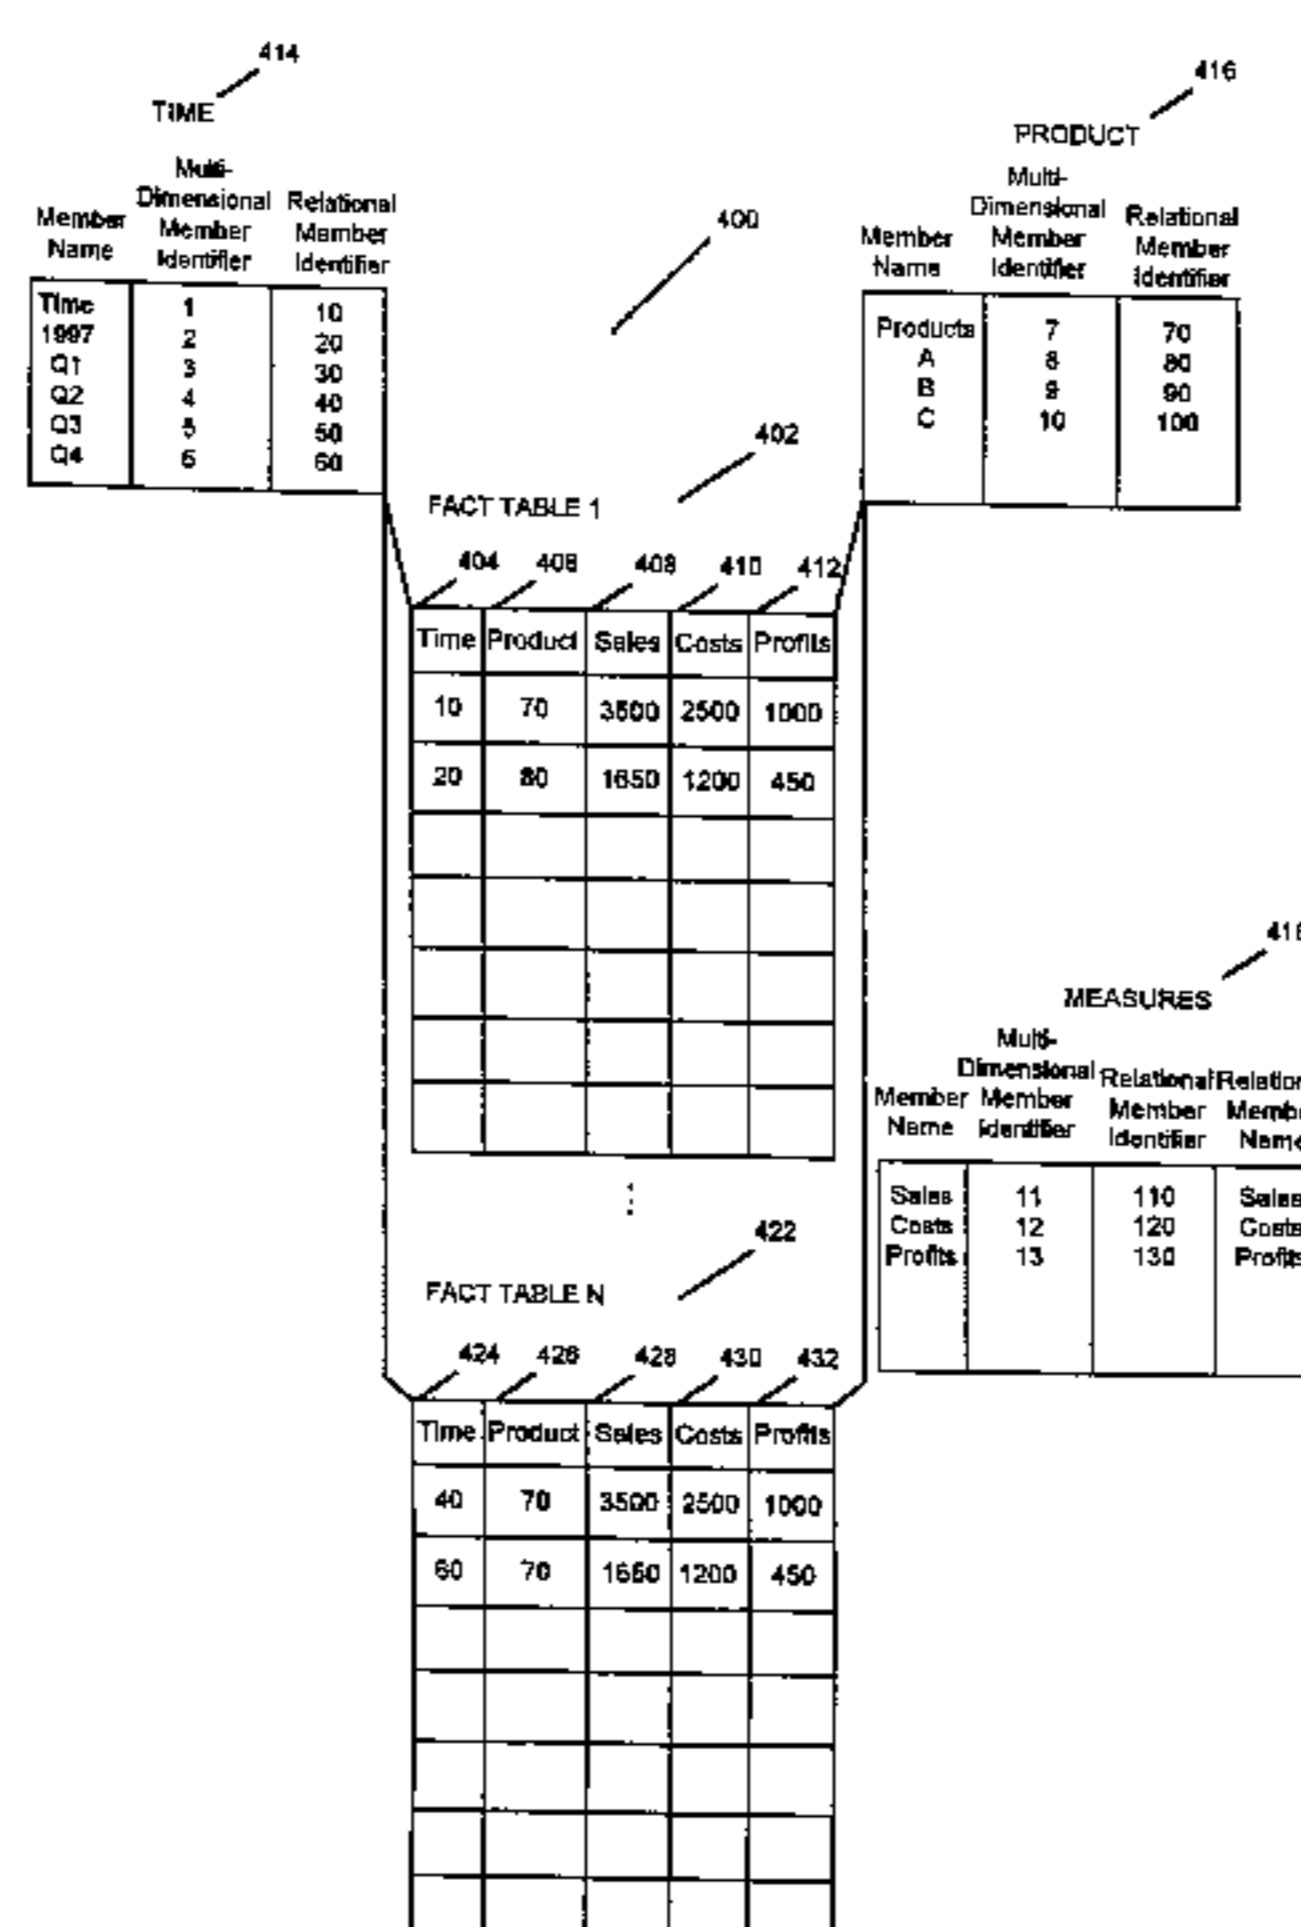 414
TIME
Multi-
Dimensional Relational
Member Member Member
Name Identifier Identifier
Time 1 10
1997 2 20
Q1 3 30
Q2 4 40
Q3 5 50
Q4 6 60
416
PRODUCT
Multi-
Dimensional Relational
Member Member Member
Name Identifier Identifier
Products 7 70
A 8 80
B 9 90
C 10 100
400
402
FACT TABLE 1
404 406 408 410 412
Time Product Sales Costs Profits
10 70 3500 2500 1000
20 80 1650 1200 450
418
MEASURES
Multi-
Dimensional Relational
Member Member Member
Name Identifier Identifier Name
Sales 11 110 Sales
Costs 12 120 Costs
Profits 13 130 Profits
422
FACT TABLE N
424 426 428 430 432
Time Product Sales Costs Profits
40 70 3500 2500 1000
60 70 1650 1200 450